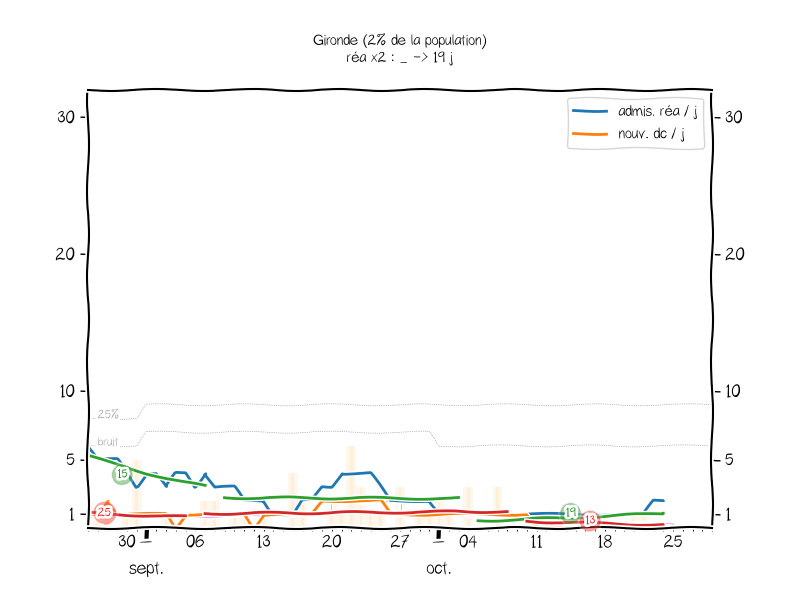 Gironde (2% de la population)
réa x2 : _ -> 19 j
admis. réa / j
nouv. dc / j
30
30
20
20
10
10
25%
bruit
5
5
15
25
19
13
1
1
30 06 13 20 27 04 11 18 25
sept. oct.